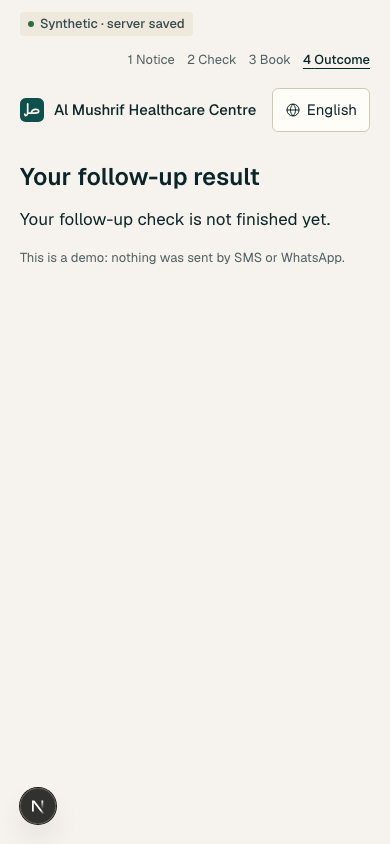 Synthetic · server saved
1 Notice 2 Check 3 Book 4 Outcome
صل Al Mushrif Healthcare Centre English
Your follow-up result
Your follow-up check is not finished yet.
This is a demo: nothing was sent by SMS or WhatsApp.
N